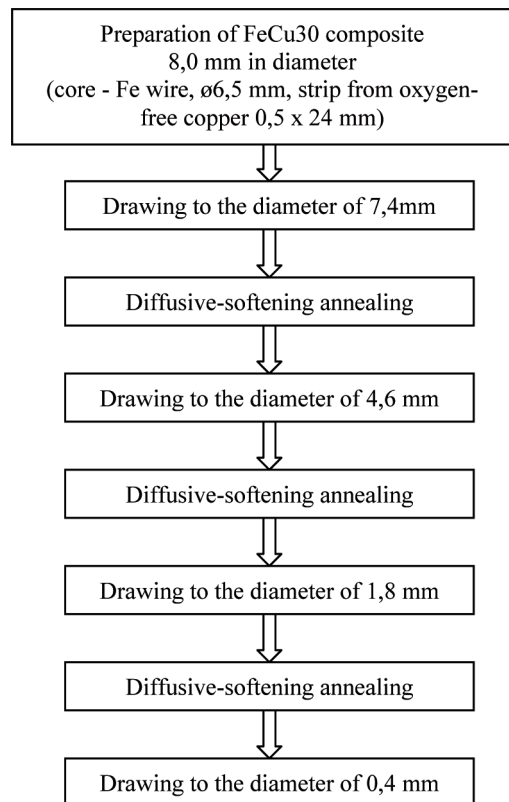 Preparation of FeCu30 composite
8,0 mm in diameter
(core - Fe wire, ø6,5 mm, strip from oxygen-
free copper 0,5 x 24 mm)
Drawing to the diameter of 7,4mm
Diffusive-softening annealing
Drawing to the diameter of 4,6 mm
Diffusive-softening annealing
Drawing to the diameter of 1,8 mm
Diffusive-softening annealing
Drawing to the diameter of 0,4 mm